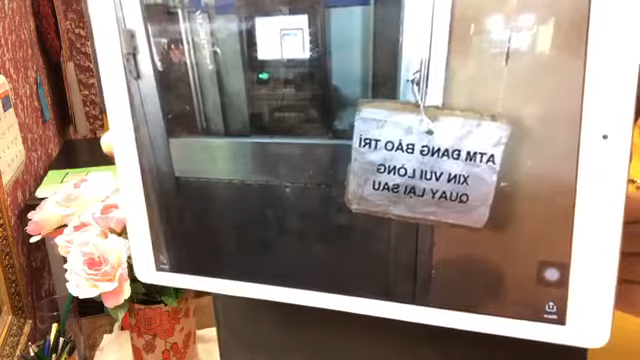 ATM ĐANG BẢO TRÌ
XIN VUI LÒNG
QUAY LẠI SAU